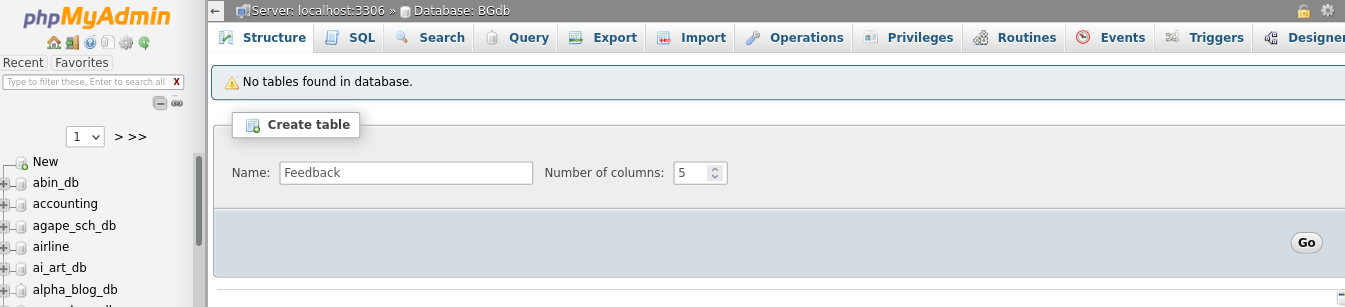 phpMyAdmin
Recent Favorites
Type to filter these, Enter to search all X
1 > >>
New
abin_db
accounting
agape_sch_db
airline
ai_art_db
alpha_blog_db
← Server: localhost:3306 » Database: BGdb
Structure SQL Search Query Export Import Operations Privileges Routines Events Triggers Designer
No tables found in database.
Create table
Name: Feedback Number of columns: 5
Go